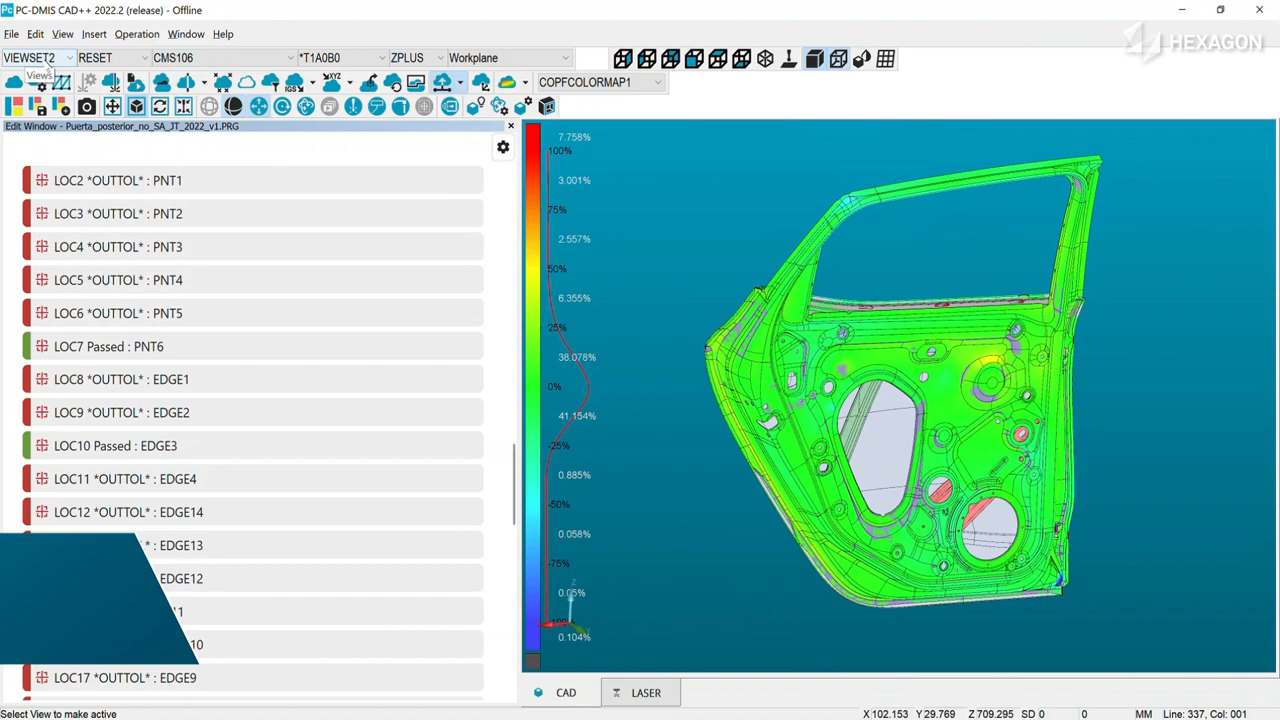 PC-DMIS CAD++ 2022.2 (release) - Offline
File Edit View Insert Operation Window Help
VIEWSET2 RESET CMS106 *T1A0B0 ZPLUS Workplane
HEXAGON
Views
IGS
XYZ
COPFCOLORMAP1
Edit Window - Puerta_posterior_no_SA_JT_2022_v1.PRG
LOC2 *OUTTOL* : PNT1
LOC3 *OUTTOL* : PNT2
LOC4 *OUTTOL* : PNT3
LOC5 *OUTTOL* : PNT4
LOC6 *OUTTOL* : PNT5
LOC7 Passed : PNT6
LOC8 *OUTTOL* : EDGE1
LOC9 *OUTTOL* : EDGE2
LOC10 Passed : EDGE3
LOC11 *OUTTOL* : EDGE4
LOC12 *OUTTOL* : EDGE14
: EDGE13
: EDGE12
11
10
LOC17 *OUTTOL* : EDGE9
7.758%
100%
3.001%
75%
2.557%
50%
6.355%
25%
38.078%
0%
41.154%
-25%
0.885%
-50%
0.058%
-75%
0.05%
0.104%
Z
CAD LASER
Select View to make active
X:102.153 Y:29.769 Z:709.295 SD 0 0 MM Line: 337, Col: 001